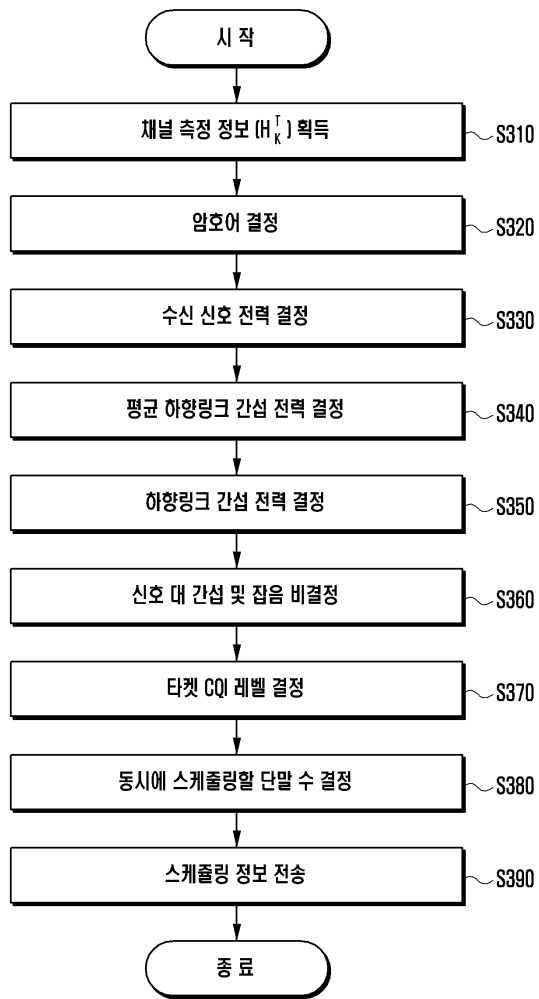 시 작
채널 측정 정보 (H T K) 획득
S310
암호어 결정
S320
수신 신호 전력 결정
S330
평균 하향링크 간섭 전력 결정
S340
하향링크 간섭 전력 결정
S350
신호 대 간섭 및 잡음 비결정
S360
타켓 CQI 레벨 결정
S370
동시에 스케줄링할 단말 수 결정
S380
스케쥴링 정보 전송
S390
종 료